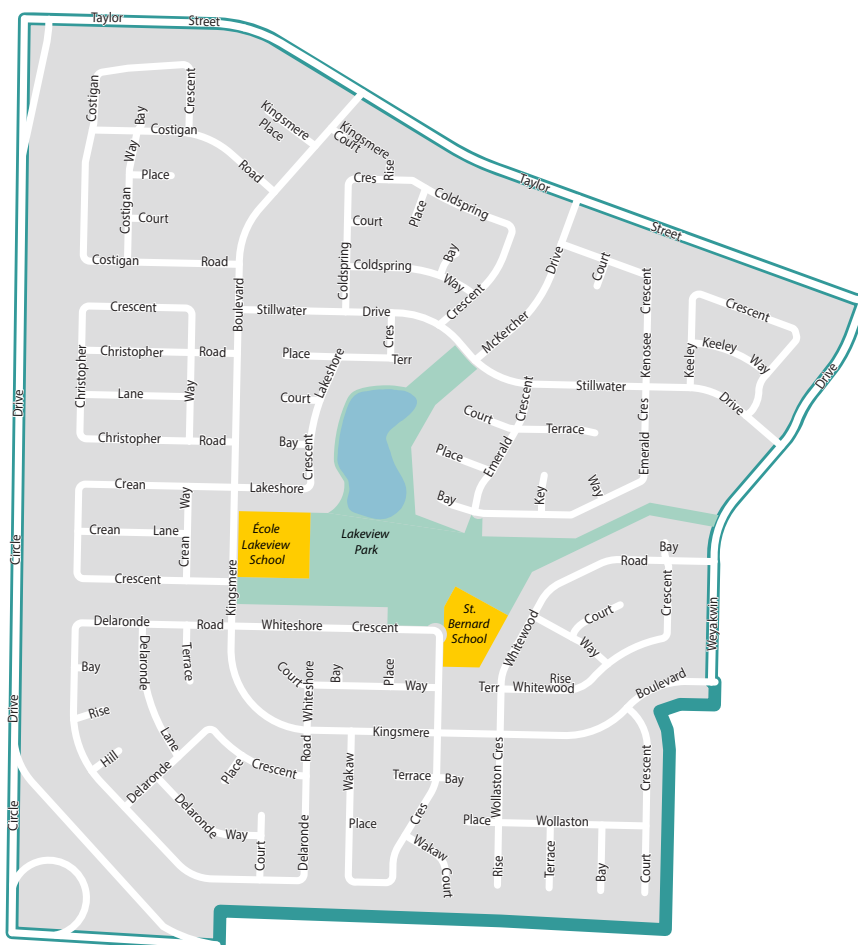 Taylor
Street
Costigan
Crescent
Bay
Costigan
Way
Road
Place
Costigan
Court
Costigan
Road
Kingsmere
Place
Kingsmere
Court
Rise
Cres
Coldspring
Place
Court
Coldspring
Coldspring
Bay
Way
Crescent
Taylor
Street
Drive
Court
Crescent
McKercher
Kenosee
Boulevard
Stillwater
Drive
Cres
Terr
Place
Lakeshore
Court
Bay
Crescent
Lakeshore
Crescent
Keeley
Keeley
Way
Drive
Stillwater
Drive
Cres
Emerald
Crescent
Court
Terrace
Emerald
Place
Bay
Key
Way
Crescent
Christopher
Road
Christopher
Lane
Way
Christopher
Road
Drive
Circle
Crean
Way
Crean
Lane
Crean
Crescent
École
Lakeview
School
Lakeview
Park
St.
Bernard
School
Kingsmere
Road
Bay
Crescent
Court
Way
Whitewood
Rise
Terr
Whitewood
Weyakwin
Boulevard
Delaronde
Road
Whiteshore
Crescent
Delaronde
Terrace
Bay
Rise
Hill
Lane
Delaronde
Court
Whiteshore
Bay
Place
Way
Kingsmere
Road
Place
Crescent
Delaronde
Way
Court
Delaronde
Wakaw
Place
Terrace
Bay
Cres
Wakaw
Court
Cres
Wollaston
Place
Wollaston
Crescent
Rise
Terrace
Bay
Court
Drive
Circle